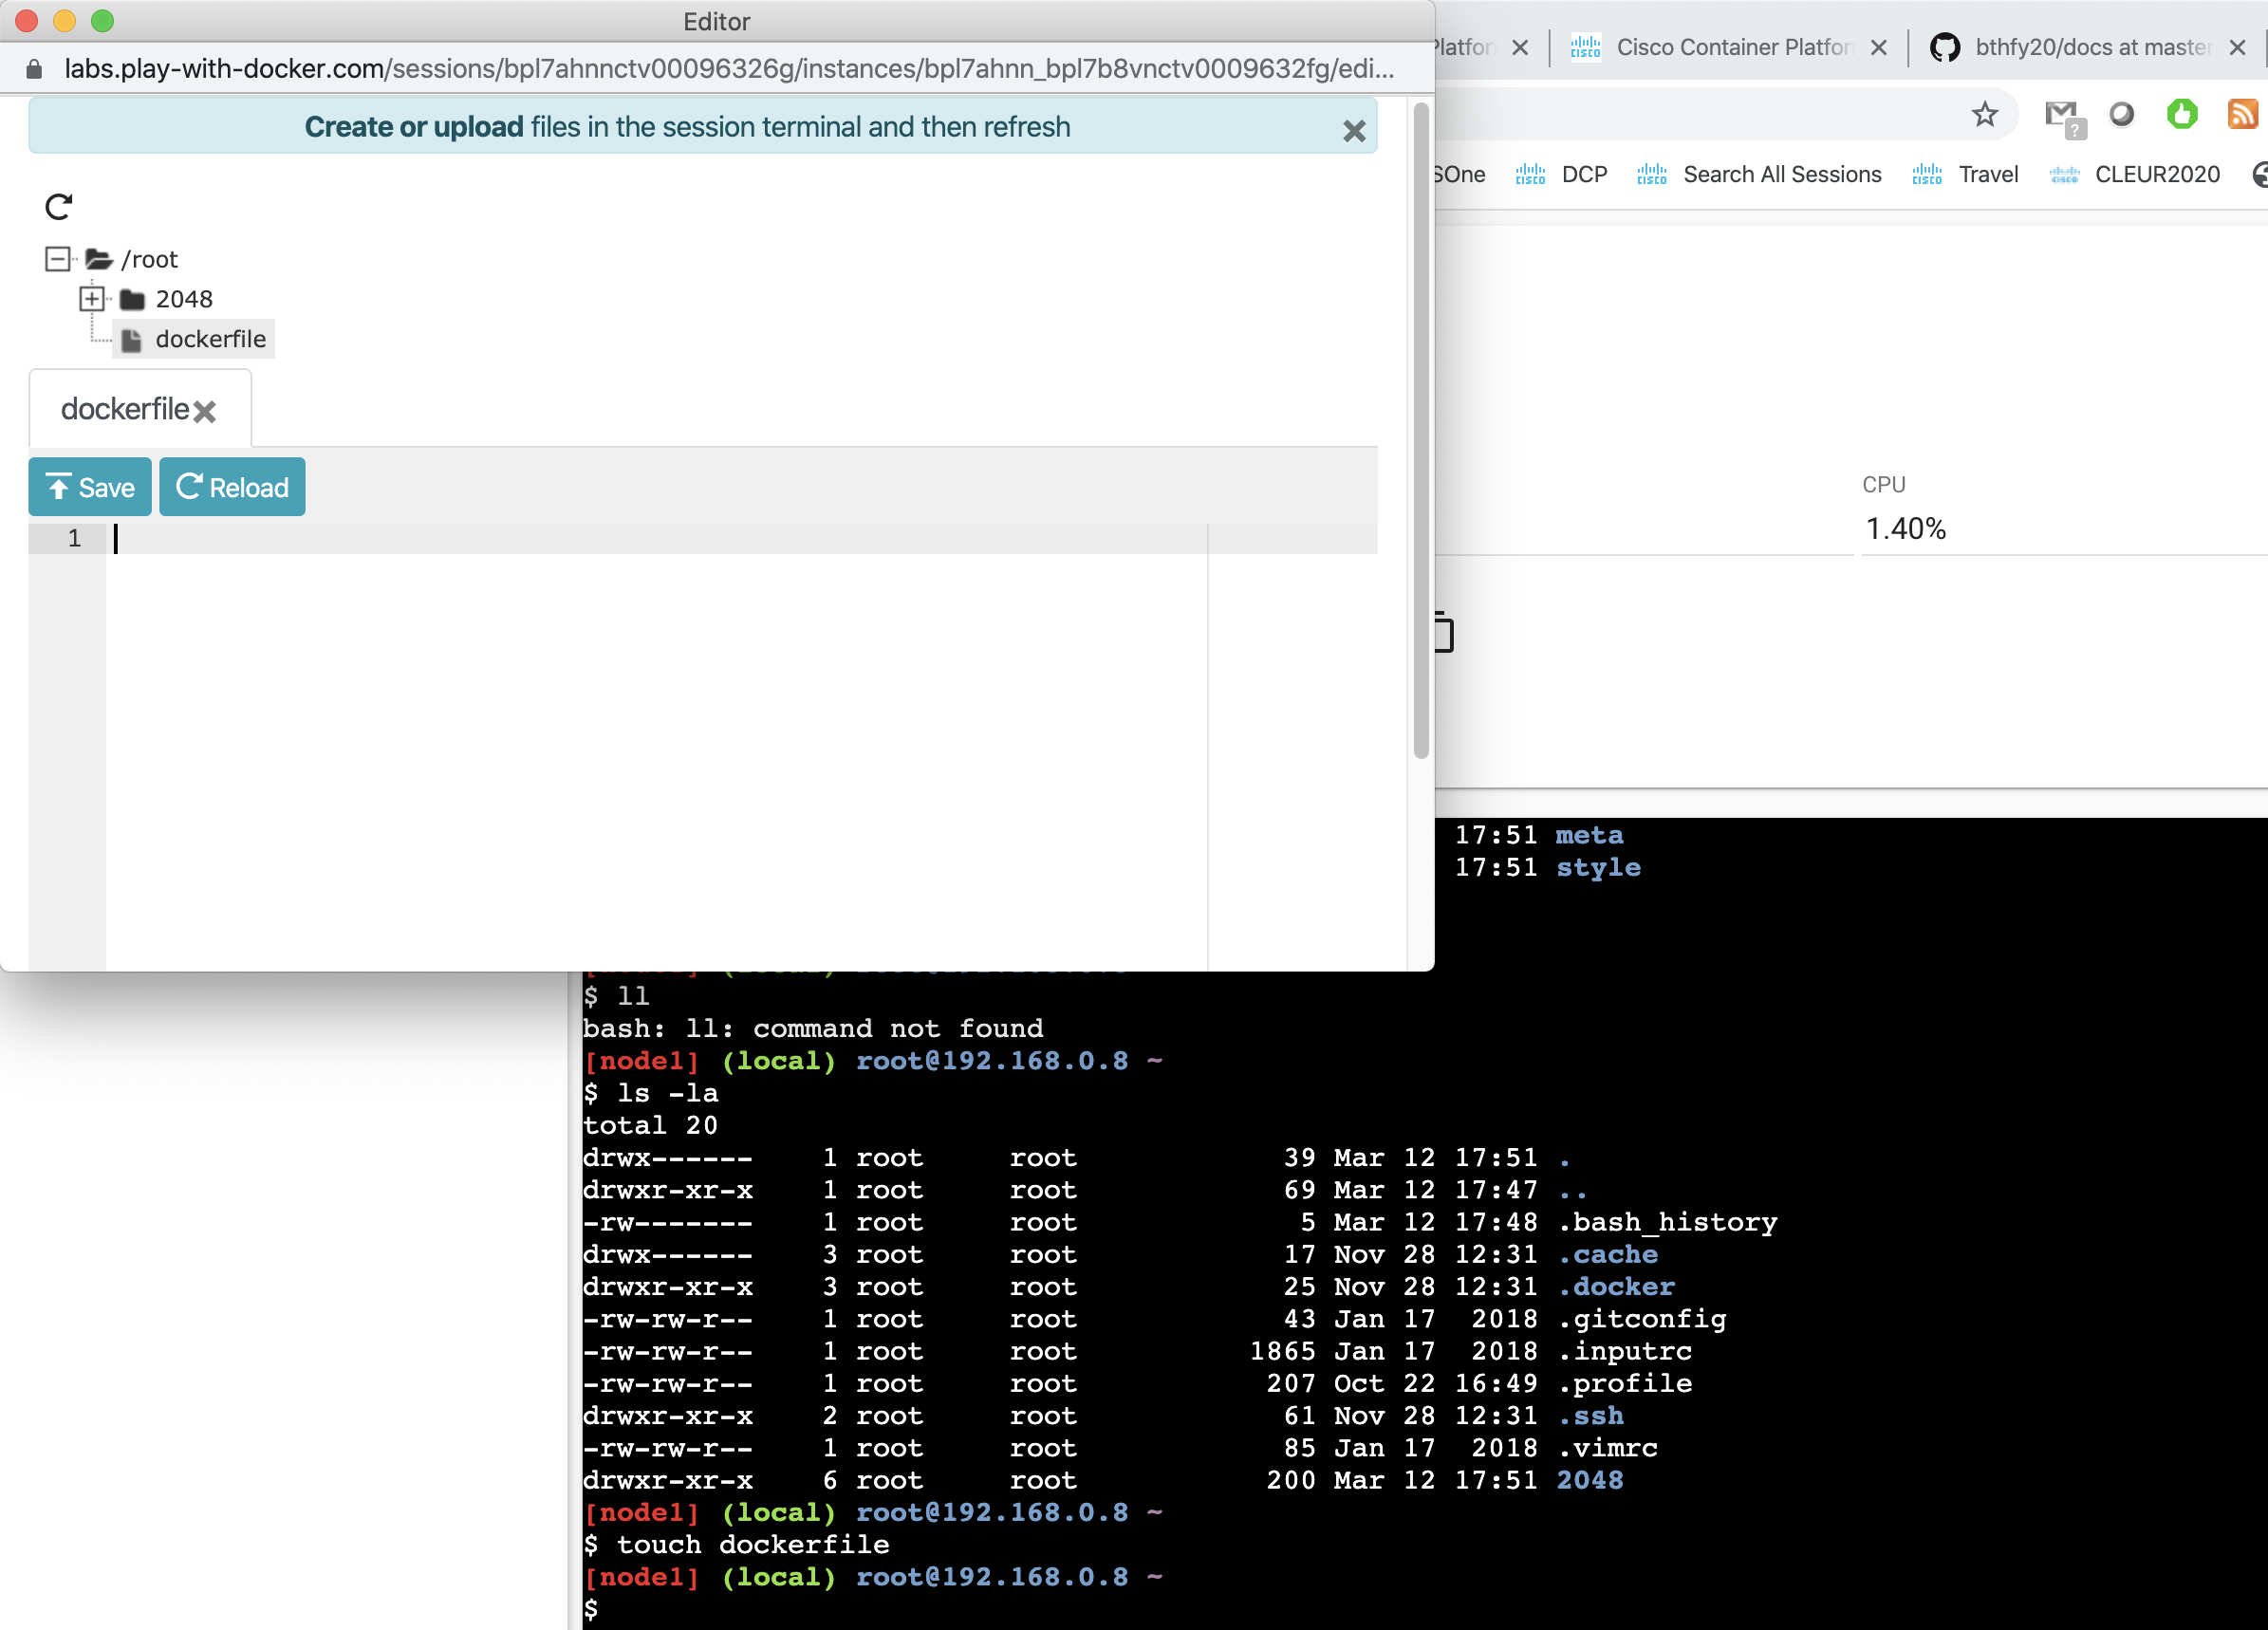 Editor
labs.play-with-docker.com/sessions/bpl7ahnnctv00096326g/instances/bpl7ahnn_bpl7b8vnctv0009632fg/edi...
Create or upload files in the session terminal and then refresh
/root
2048
dockerfile
dockerfile
Save Reload
1
Cisco Container Platfor
bthfy20/docs at master
?
DCP Search All Sessions Travel CLEUR2020
CPU
1.40%
17:51 meta
17:51 style
$ ll
bash: ll: command not found
[node1] (local) root@192.168.0.8 ~
$ ls -la
total 20
drwx------ 1 root root 39 Mar 12 17:51 .
drwxr-xr-x 1 root root 69 Mar 12 17:47 ..
-rw------- 1 root root 5 Mar 12 17:48 .bash_history
drwx------ 3 root root 17 Nov 28 12:31 .cache
drwxr-xr-x 3 root root 25 Nov 28 12:31 .docker
-rw-rw-r-- 1 root root 43 Jan 17 2018 .gitconfig
-rw-rw-r-- 1 root root 1865 Jan 17 2018 .inputrc
-rw-rw-r-- 1 root root 207 Oct 22 16:49 .profile
drwxr-xr-x 2 root root 61 Nov 28 12:31 .ssh
-rw-rw-r-- 1 root root 85 Jan 17 2018 .vimrc
drwxr-xr-x 6 root root 200 Mar 12 17:51 2048
[node1] (local) root@192.168.0.8 ~
$ touch dockerfile
[node1] (local) root@192.168.0.8 ~
$